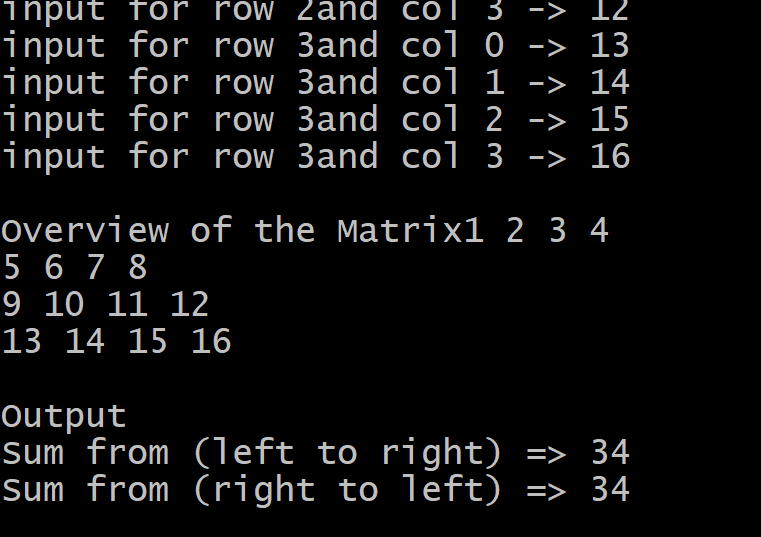 input for row 2and col 3 -> 12
input for row 3and col 0 -> 13
input for row 3and col 1 -> 14
input for row 3and col 2 -> 15
input for row 3and col 3 -> 16
Overview of the Matrix1 2 3 4
5 6 7 8
9 10 11 12
13 14 15 16
Output
Sum from (left to right) => 34
Sum from (right to left) => 34